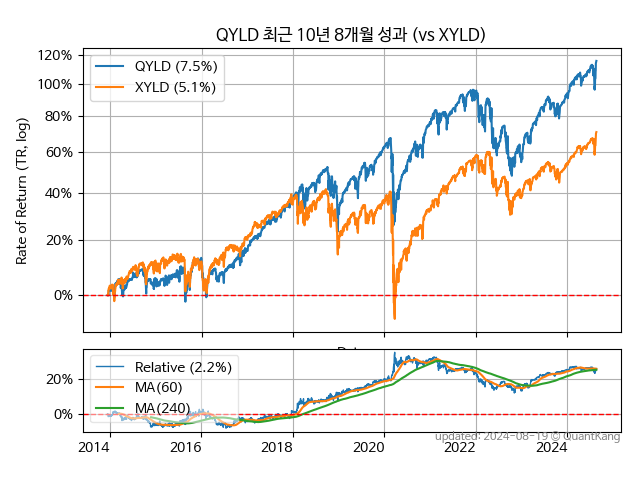 QYLD 최근 10년 8개월 성과 (vs XYLD)
120%
100%
80%
60%
40%
20%
0%
Rate of Return (TR, log)
QYLD (7.5%)
XYLD (5.1%)
20%
0%
Relative (2.2%)
MA(60)
MA(240)
2014 2016 2018 2020 2022 2024
updated: 2024-08-19 © QuantKang